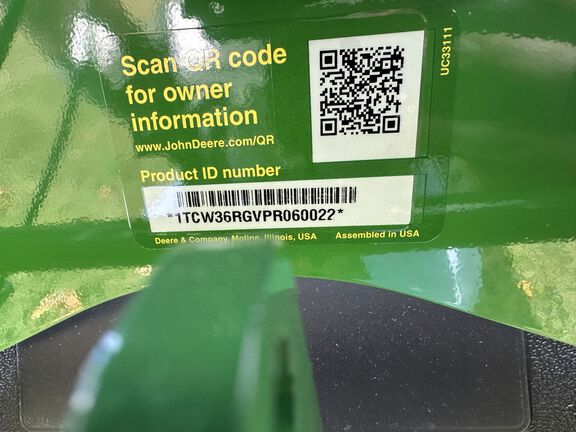 Scan QR code
for owner
information
www.JohnDeere.com/QR
UC33111
Product ID number
*1TCW36RGVPR060022*
Deere & Company, Moline, Illinois, USA Assembled in USA